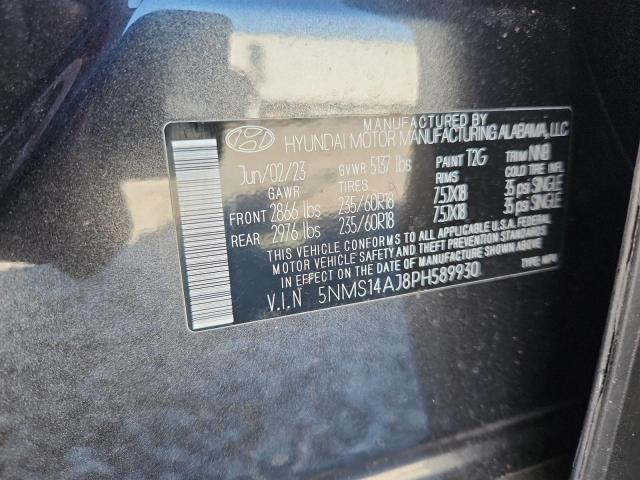 MANUFACTURED BY
HYUNDAI MOTOR MANUFACTURING ALABAMA, LLC
Jun/02/23 GVWR 5137 lbs PAINT T2G TRIM NNB
GAWR TIRES RIMS COLD TIRE INFL.
FRONT 2866 lbs 235/60R18 7.5JX18 35 psi SINGLE
REAR 2976 lbs 235/60R18 7.5JX18 35 psi SINGLE
THIS VEHICLE CONFORMS TO ALL APPLICABLE U.S.A. FEDERAL
MOTOR VEHICLE SAFETY AND THEFT PREVENTION STANDARDS
IN EFFECT ON THE DATE OF MANUFACTURE SHOWN ABOVE.
V.I.N 5NMS14AJ8PH589930 TYPE: MPV